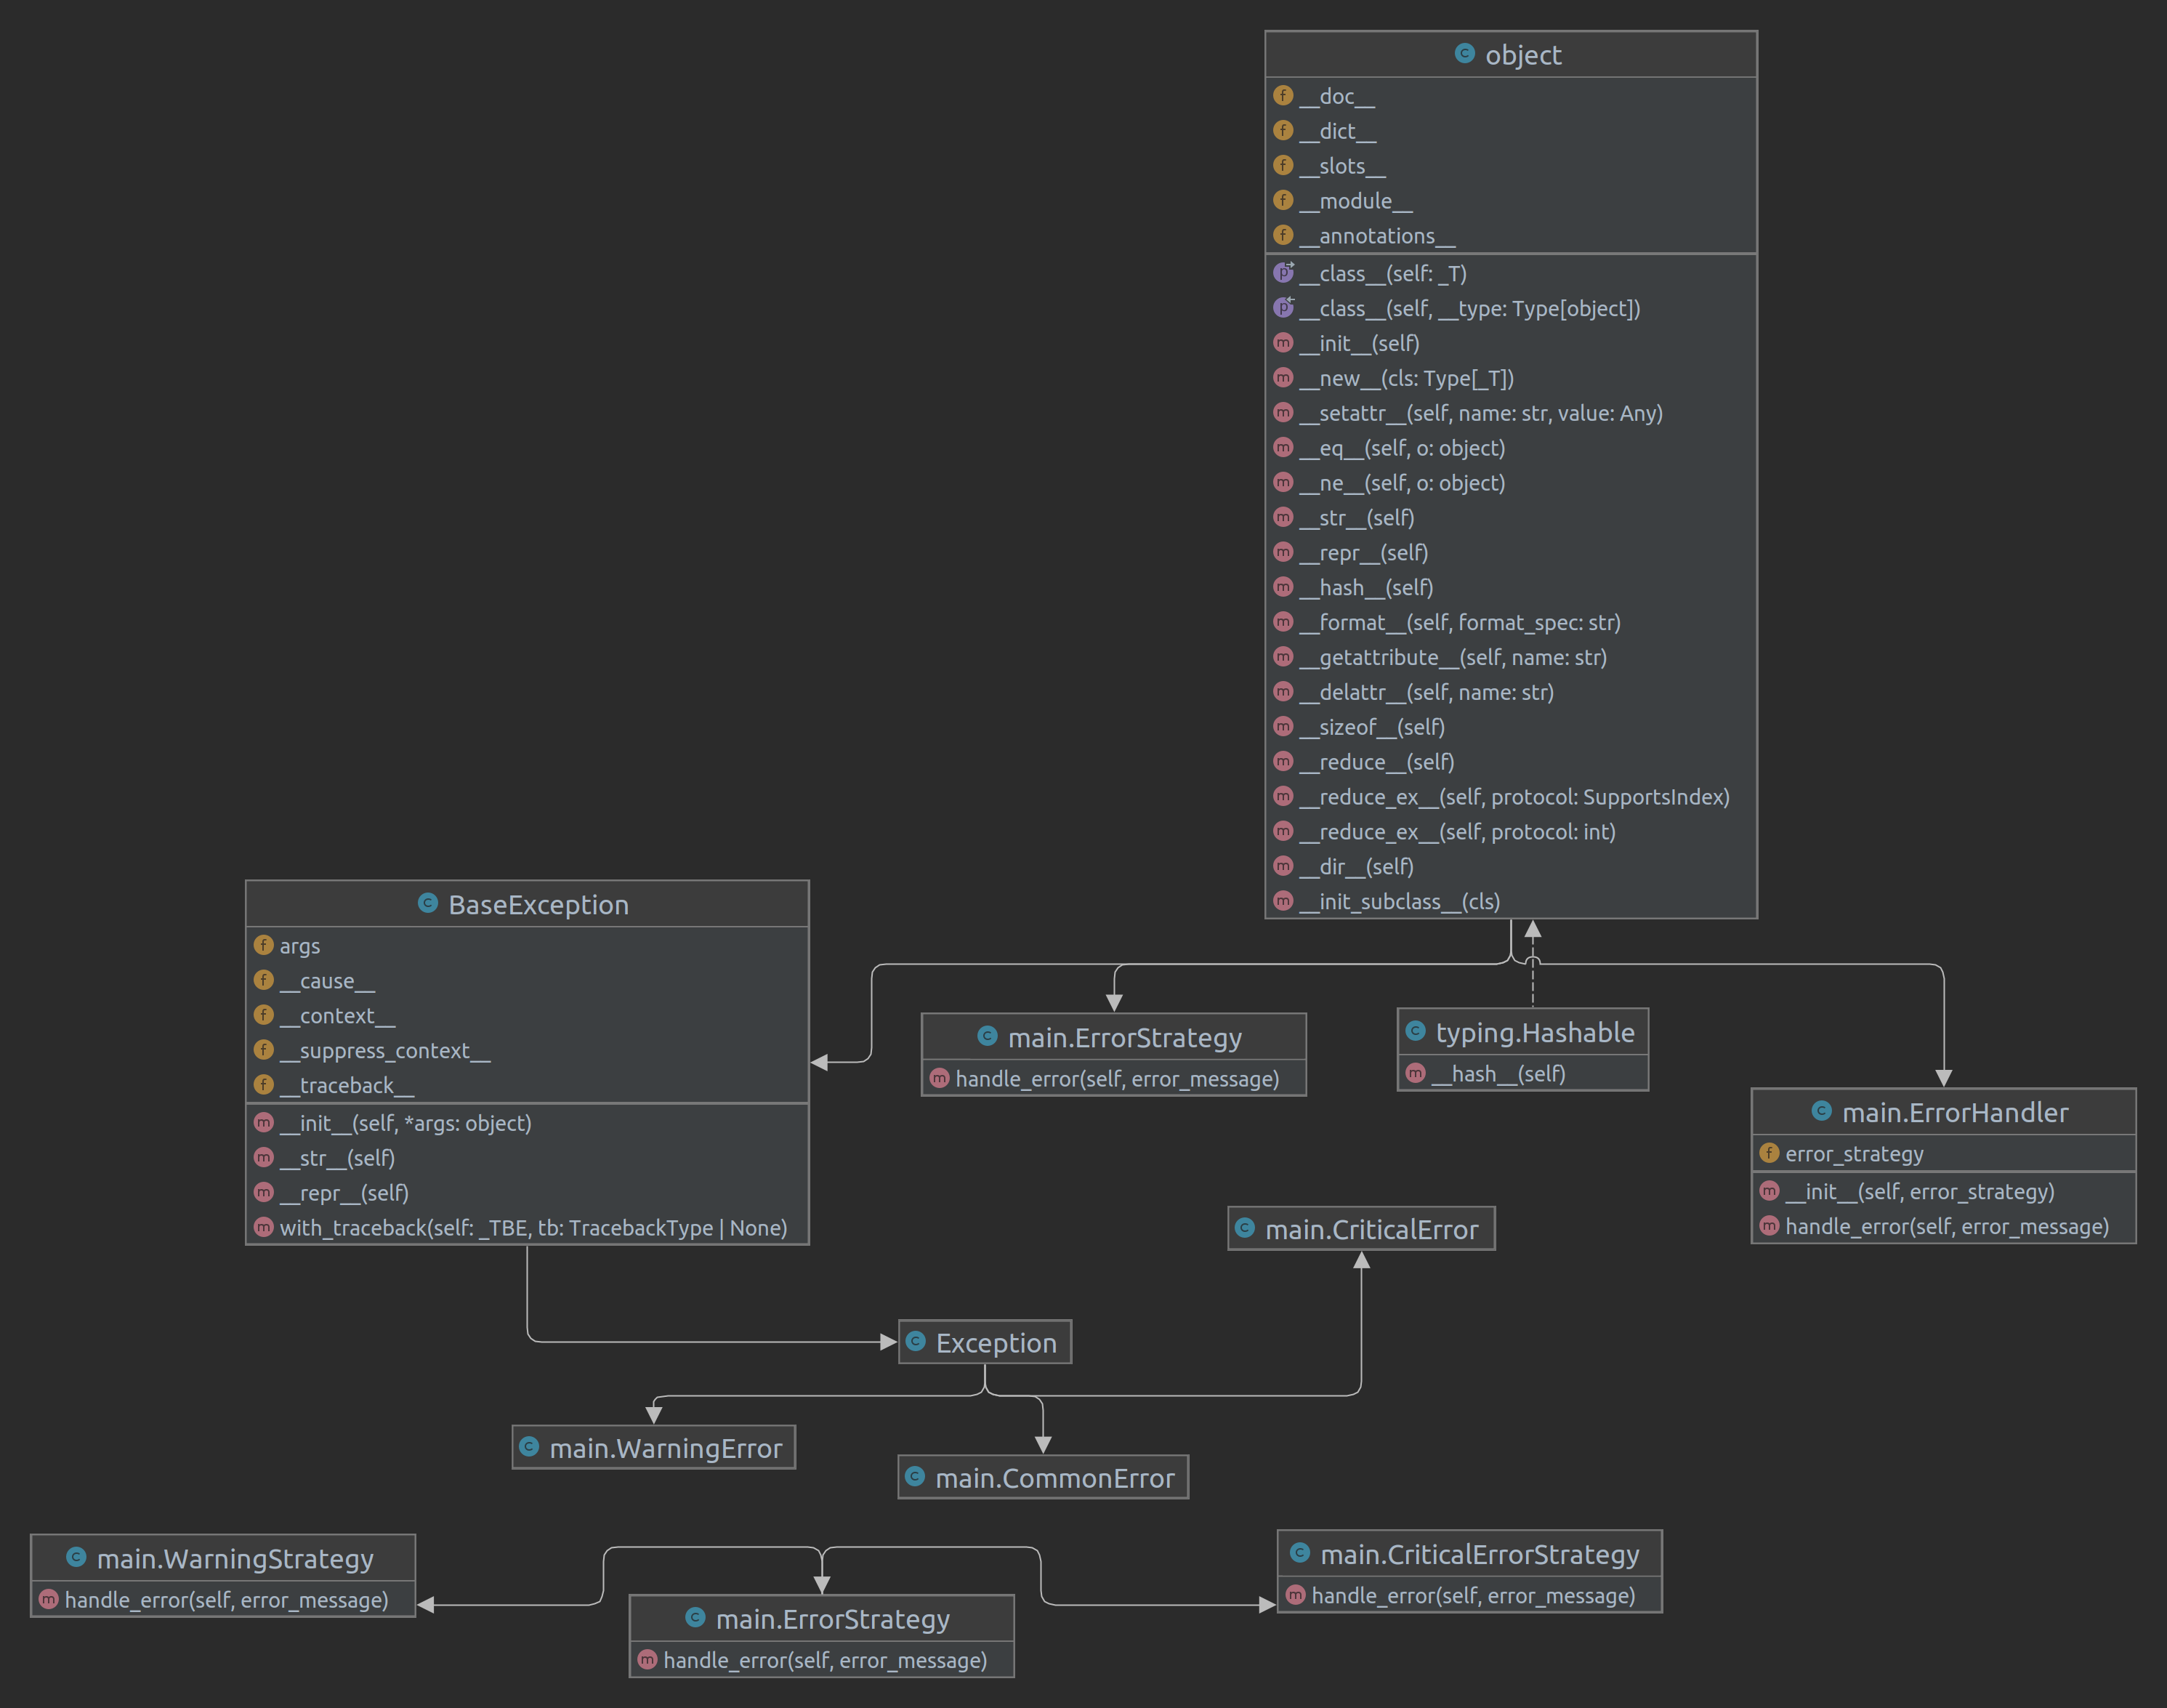 object
__doc__
__dict__
__slots__
__module__
__annotations__
__class__(self: _T)
__class__(self, __type: Type[object])
__init__(self)
__new__(cls: Type[_T])
__setattr__(self, name: str, value: Any)
__eq__(self, o: object)
__ne__(self, o: object)
__str__(self)
__repr__(self)
__hash__(self)
__format__(self, format_spec: str)
__getattribute__(self, name: str)
__delattr__(self, name: str)
__sizeof__(self)
__reduce__(self)
__reduce_ex__(self, protocol: SupportsIndex)
__reduce_ex__(self, protocol: int)
__dir__(self)
__init_subclass__(cls)
BaseException
args
__cause__
__context__
__suppress_context__
__traceback__
__init__(self, *args: object)
__str__(self)
__repr__(self)
with_traceback(self: _TBE, tb: TracebackType | None)
main.ErrorStrategy
handle_error(self, error_message)
typing.Hashable
__hash__(self)
main.ErrorHandler
error_strategy
__init__(self, error_strategy)
handle_error(self, error_message)
main.CriticalError
Exception
main.WarningError
main.CommonError
main.WarningStrategy
handle_error(self, error_message)
main.ErrorStrategy
handle_error(self, error_message)
main.CriticalErrorStrategy
handle_error(self, error_message)